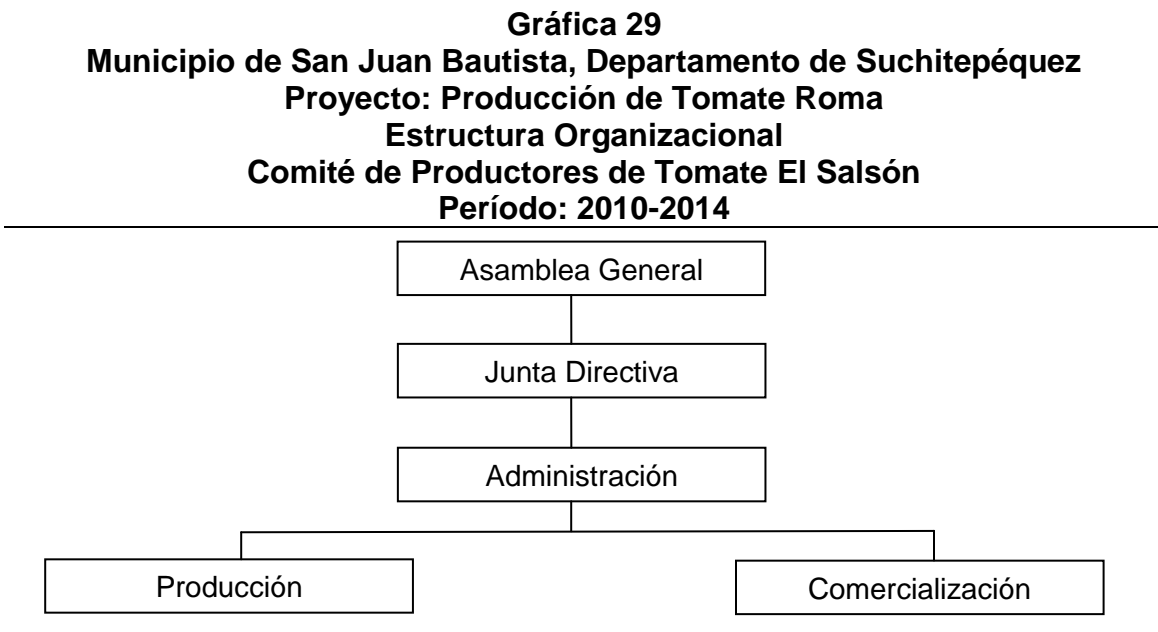 Gráfica 29
Municipio de San Juan Bautista, Departamento de Suchitepéquez
Proyecto: Producción de Tomate Roma
Estructura Organizacional
Comité de Productores de Tomate El Salsón
Período: 2010-2014
Asamblea General
Junta Directiva
Administración
Producción
Comercialización